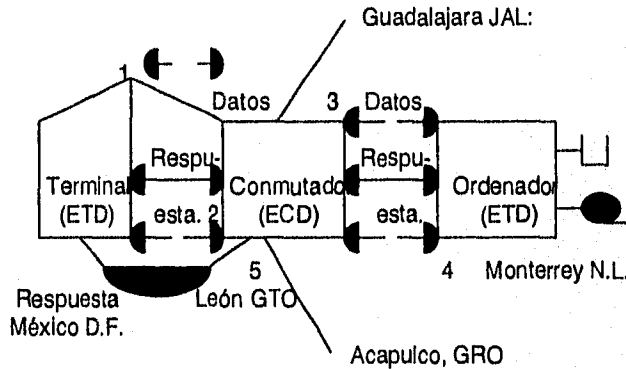 Guadalajara JAL:
1
Datos 3 Datos
Respu- Respu-
Terminal Conmutador Ordenador
(ETD) (ECD) (ETD)
esta. 2 esta.
5 4 Monterrey N.L.
Respuesta León GTO
México D.F.
Acapulco, GRO